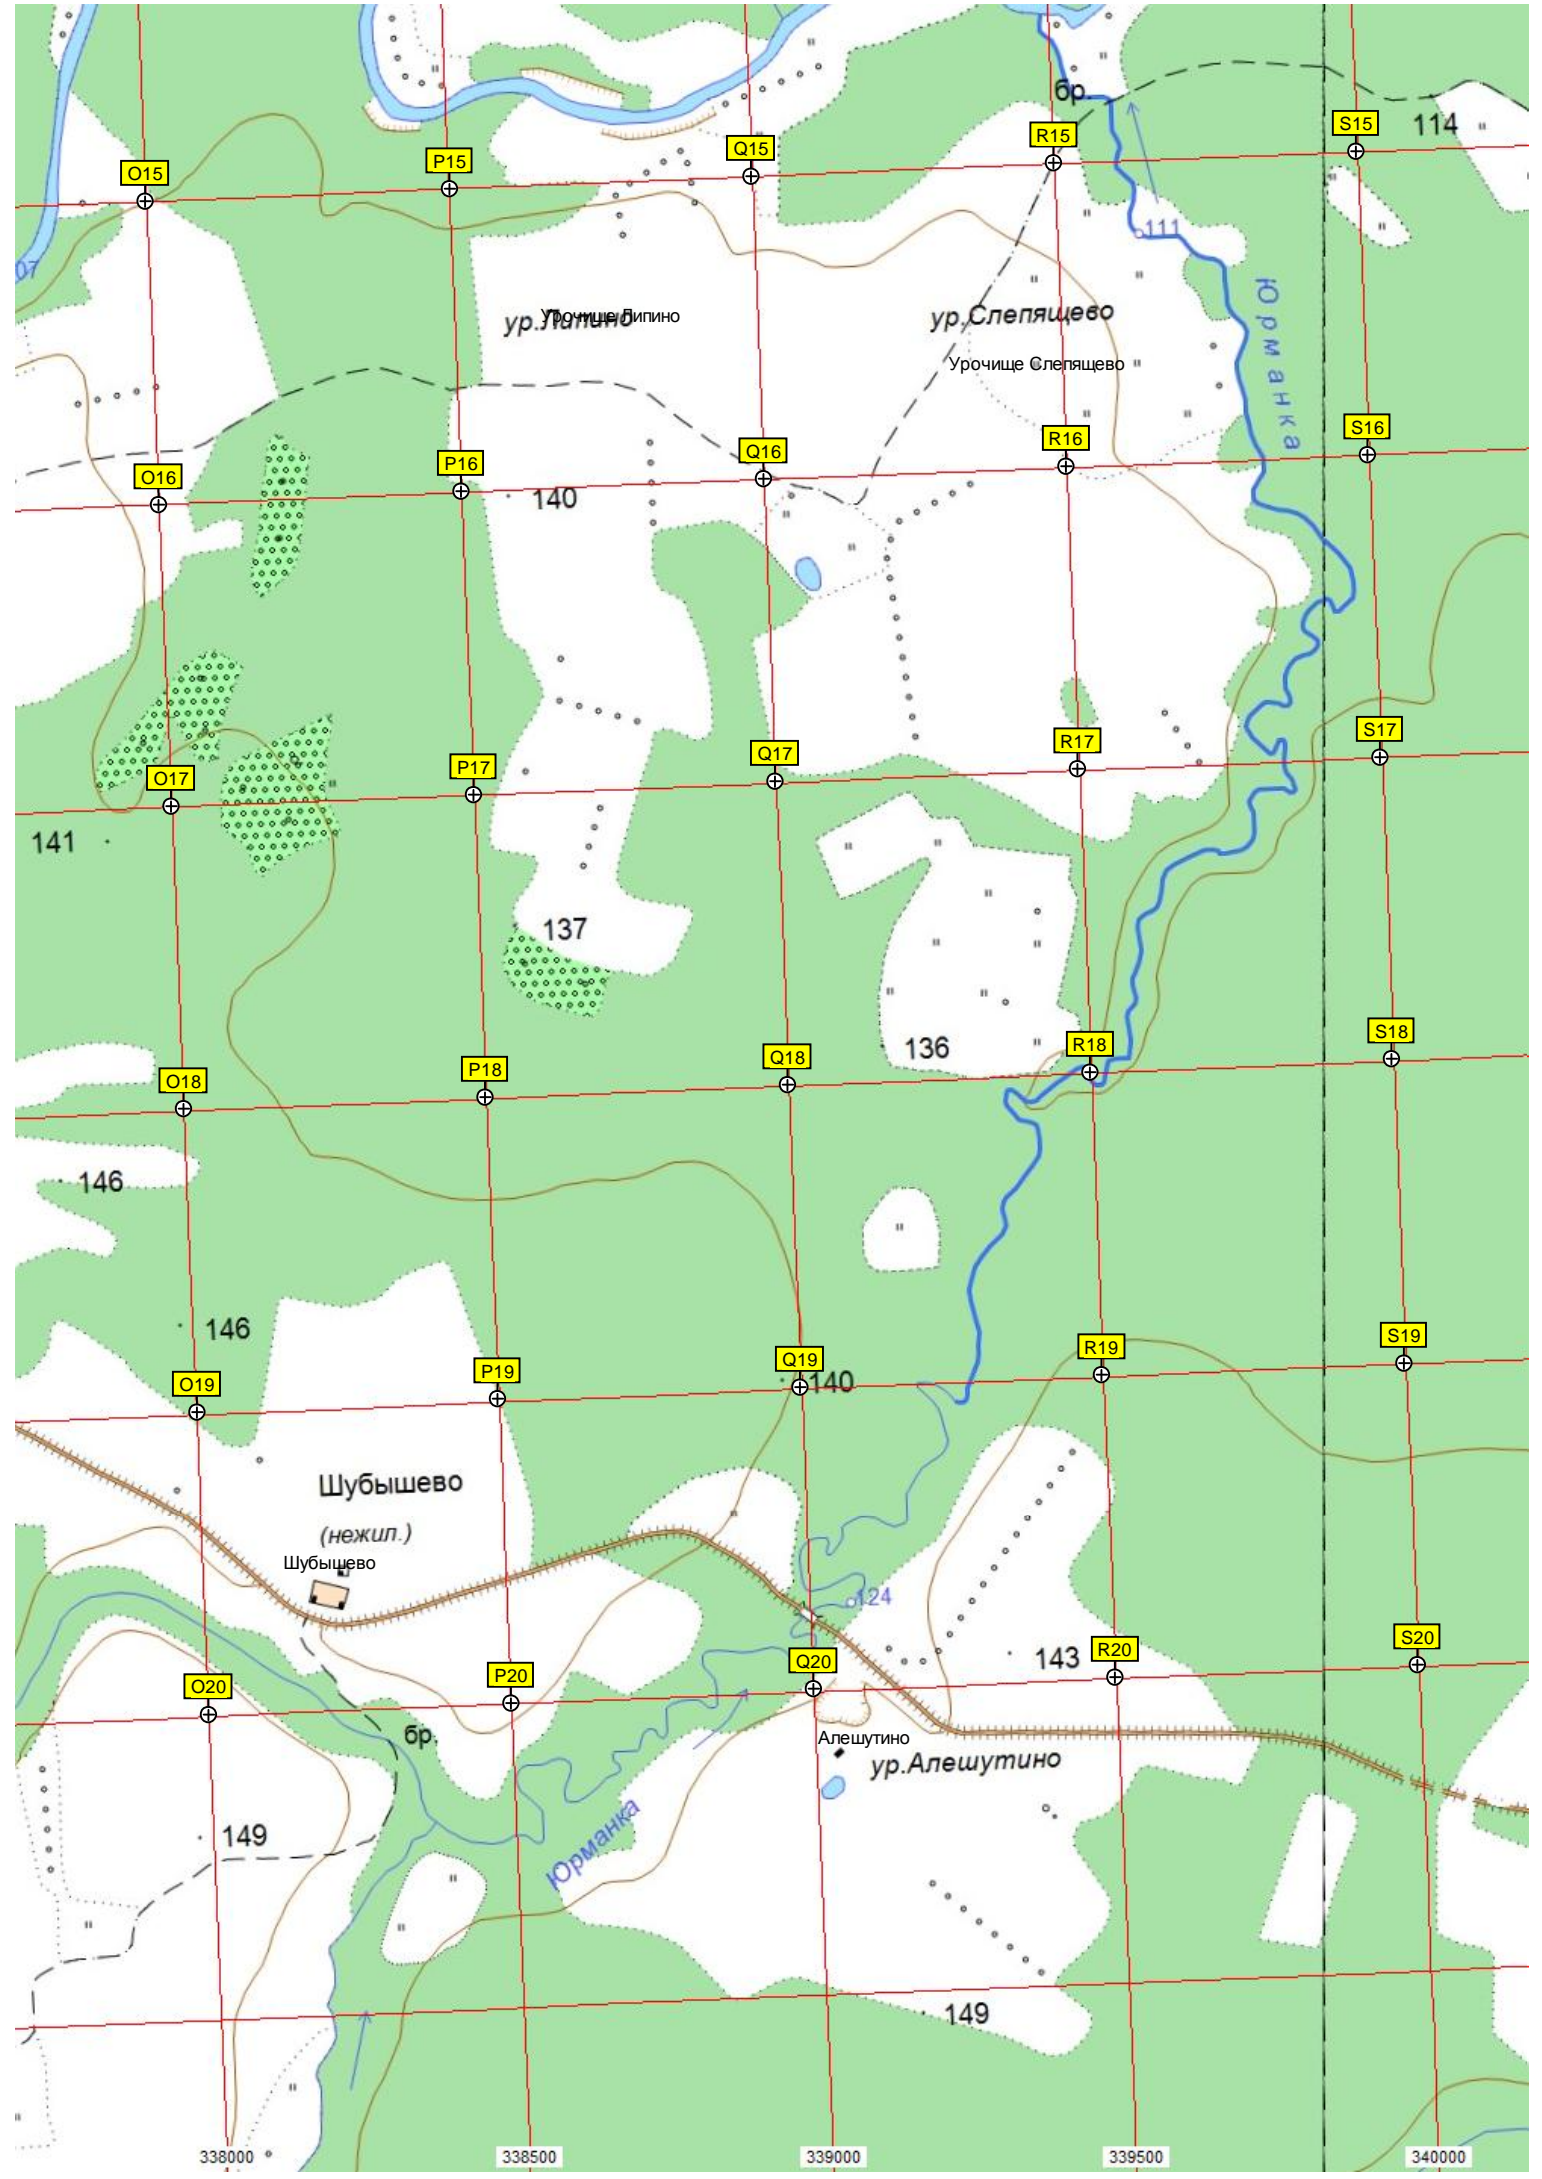 бр.
S15
114
R15
Q15
P15
O15
111
07
Юрманка
ур.Липино
Урочище Липино
ур.Слепящево
Урочище Слепящево
S16
R16
Q16
P16
O16
140
S17
R17
Q17
P17
O17
141
137
136
S18
R18
Q18
P18
O18
146
146
S19
R19
Q19
P19
O19
140
Шубышево
(нежил.)
Шубышево
124
143
S20
R20
Q20
P20
O20
бр.
Алешутино
ур.Алешутино
Юрманка
149
149
338000
338500
339000
339500
340000